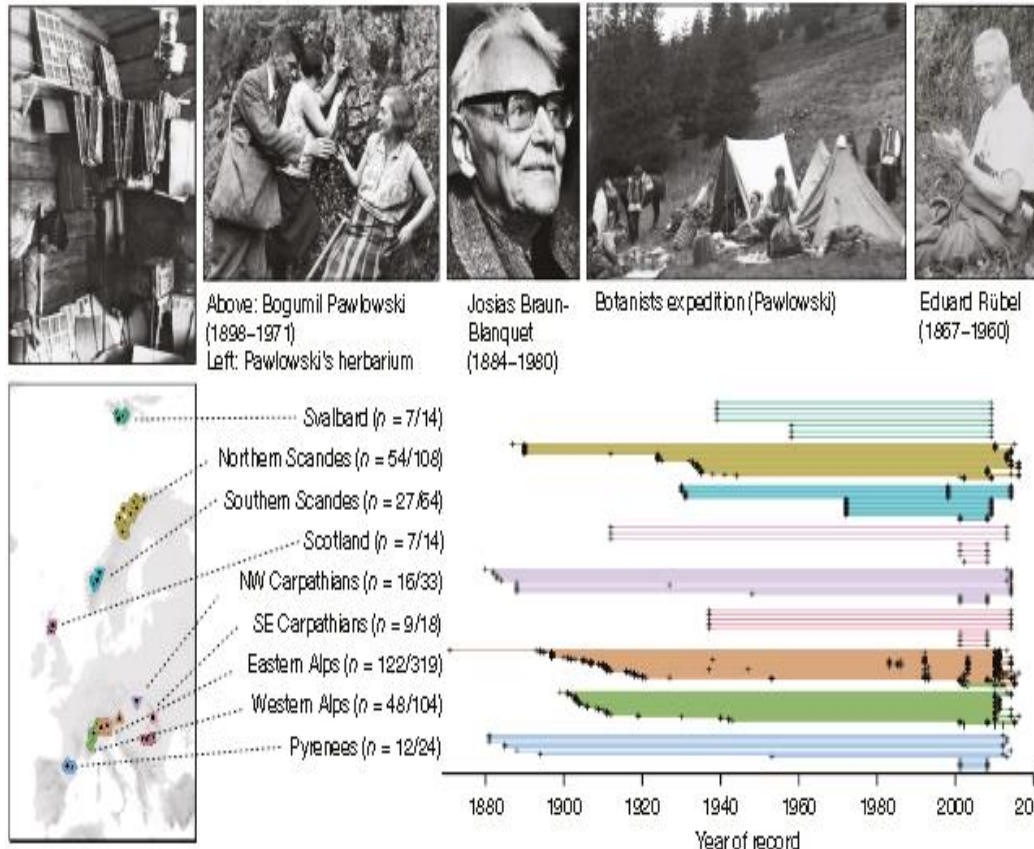 Above: Bogumil Pawlowski
(1898–1971)
Left: Pawlowski's herbarium
Josias Braun-
Blanquet
(1884–1980)
Botanists expedition (Pawlowski)
Eduard Rübel
(1867–1960)
Svalbard (n = 7/14)
Northern Scandes (n = 54/108)
Southern Scandes (n = 27/64)
Scotland (n = 7/14)
NW Carpathians (n = 16/33)
SE Carpathians (n = 9/18)
Eastern Alps (n = 122/319)
Western Alps (n = 48/104)
Pyrenees (n = 12/24)
1880 1900 1920 1940 1960 1980 2000 20
Year of record